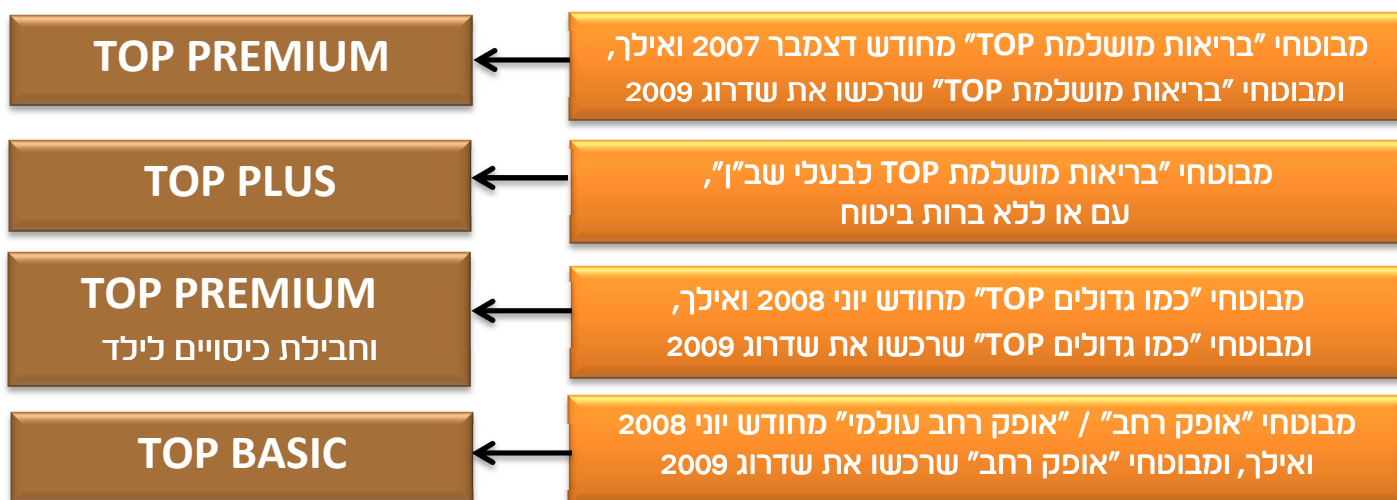 מבוטחי "בריאות מושלמת TOP" מחודש דצמבר 2007 ואילך,
ומבוטחי "בריאות מושלמת TOP" שרכשו את שדרוג 2009
TOP PREMIUM
מבוטחי "בריאות מושלמת TOP לבעלי שב"ן",
עם או ללא ברות ביטוח
TOP PLUS
מבוטחי "כמו גדולים TOP" מחודש יוני 2008 ואילך,
ומבוטחי "כמו גדולים TOP" שרכשו את שדרוג 2009
TOP PREMIUM
וחבילת כיסויים לילד
מבוטחי "אופק רחב" / "אופק רחב עולמי" מחודש יוני 2008
ואילך, ומבוטחי "אופק רחב" שרכשו את שדרוג 2009
TOP BASIC